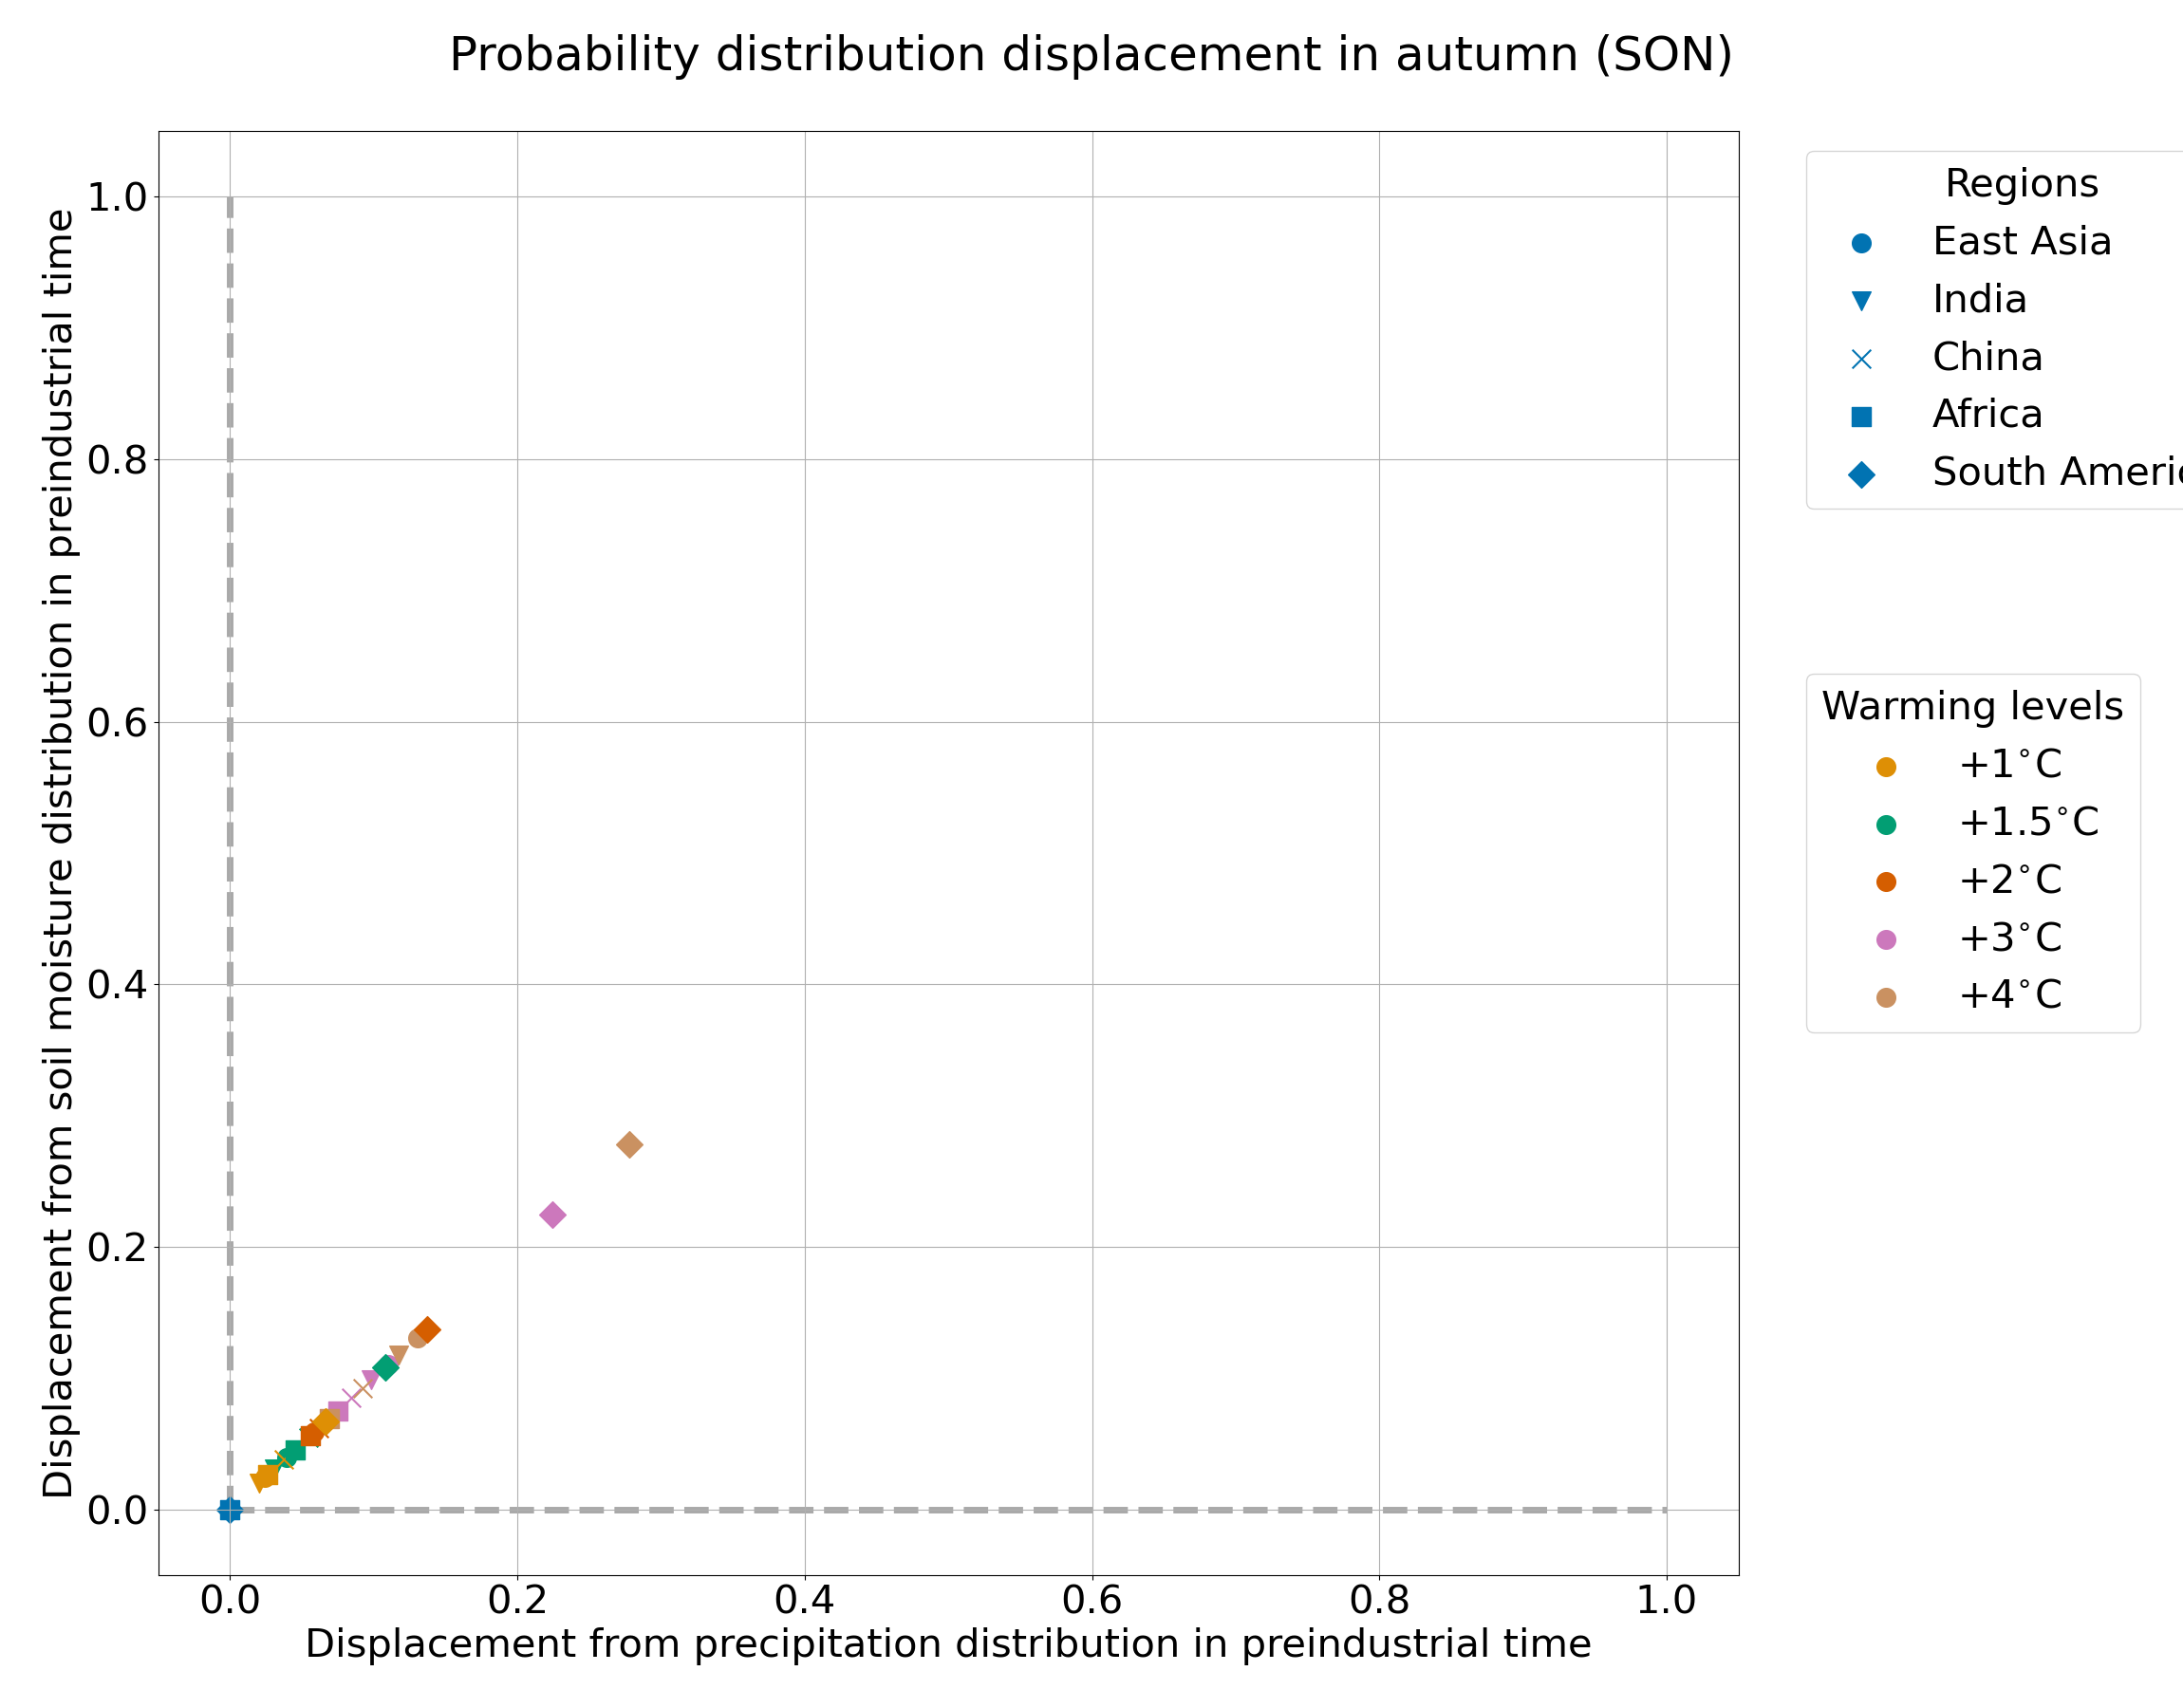 Probability distribution displacement in autumn (SON)
Displacement from soil moisture distribution in preindustrial time
1.0
0.8
0.6
0.4
0.2
0.0
0.0 0.2 0.4 0.6 0.8 1.0
Displacement from precipitation distribution in preindustrial time
Regions
East Asia
India
China
Africa
South Americ
Warming levels
+1°C
+1.5°C
+2°C
+3°C
+4°C